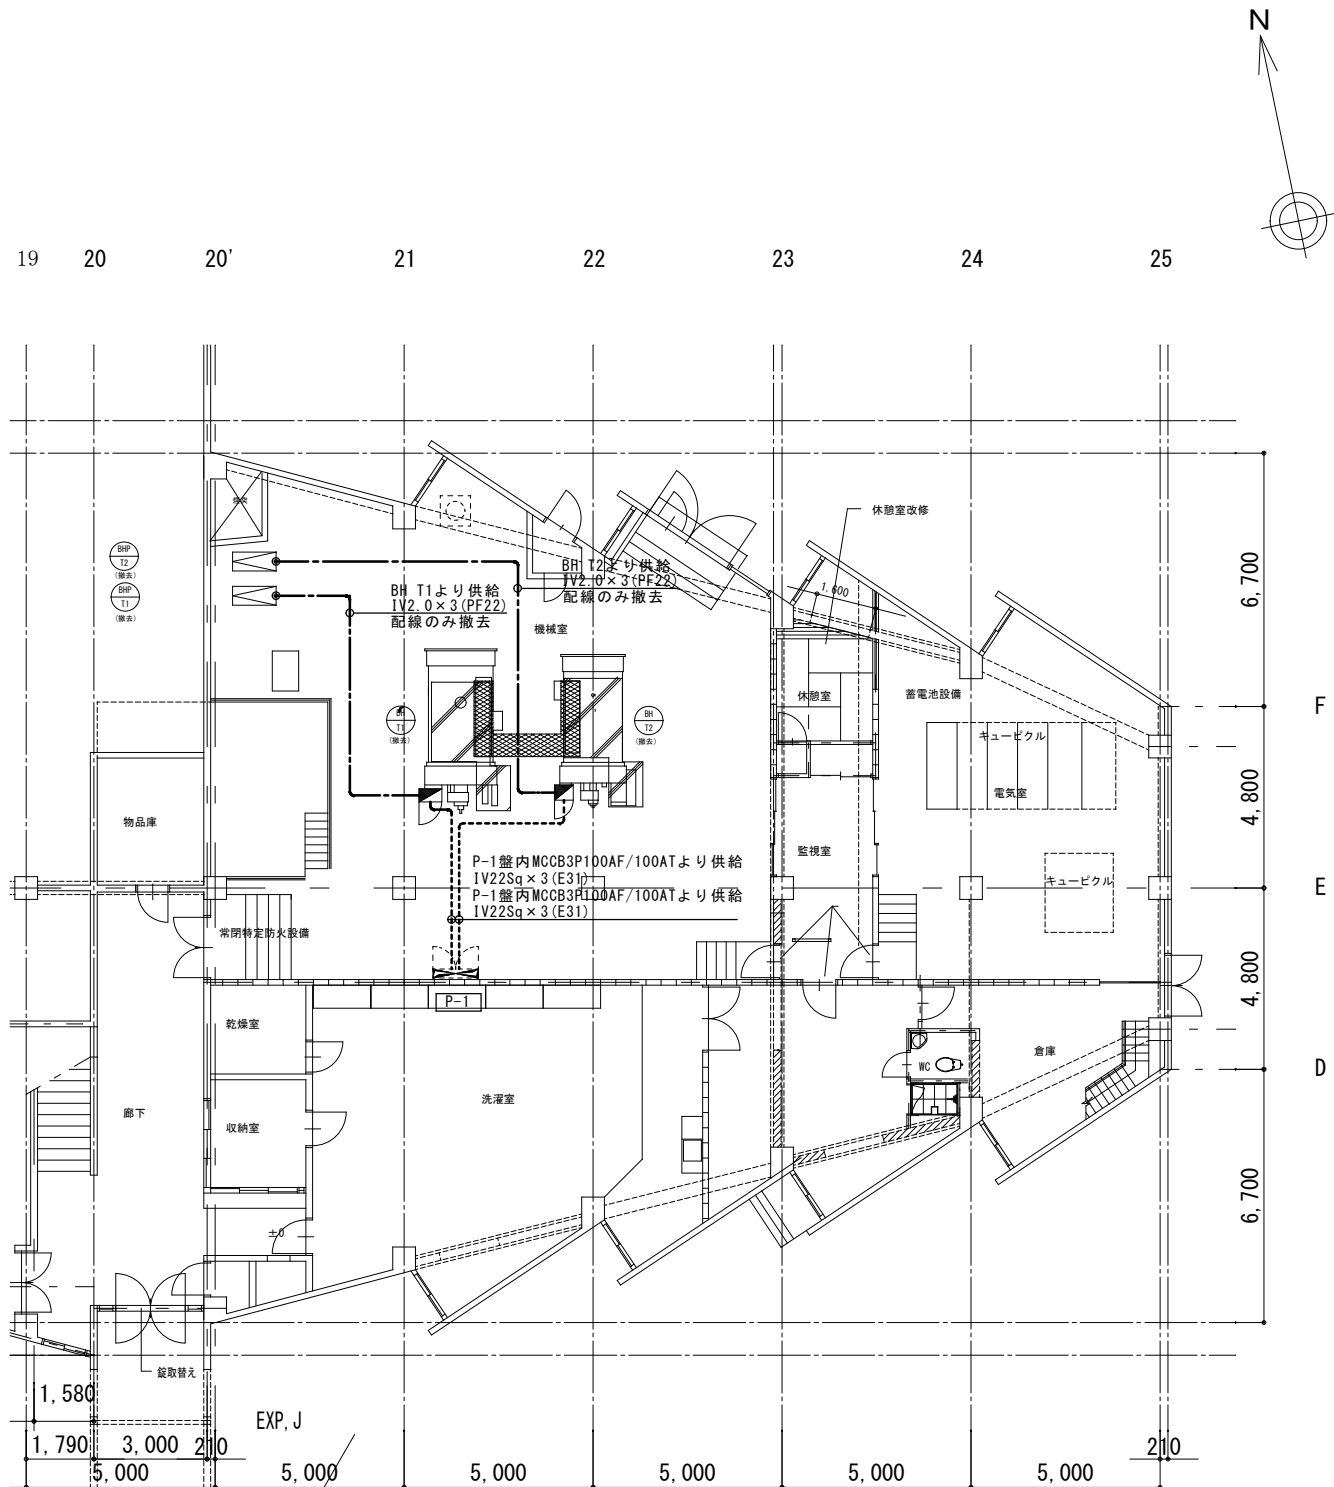 N
19
20
20'
21
22
23
24
25
煙突
休憩室改修
BHP
T2
(撤去)
BHP
T1
(撤去)
BH T2より供給
IV2.0×3(PF22)
配線のみ撤去
BH T1より供給
IV2.0×3(PF22)
配線のみ撤去
1,600
6,700
機械室
休憩室
蓄電池設備
F
BH
T1
(撤去)
BH
T2
(撤去)
キュービクル
電気室
4,800
物品庫
監視室
P-1盤内MCCB3P100AF/100ATより供給
IV22Sq×3(E31)
P-1盤内MCCB3P100AF/100ATより供給
IV22Sq×3(E31)
キュービクル
E
常閉特定防火設備
4,800
P-1
乾燥室
倉庫
WC
D
洗濯室
廊下
収納室
6,700
±0
錠取替え
1,580
EXP,J
1,790
3,000
210
210
5,000
5,000
5,000
5,000
5,000
5,000